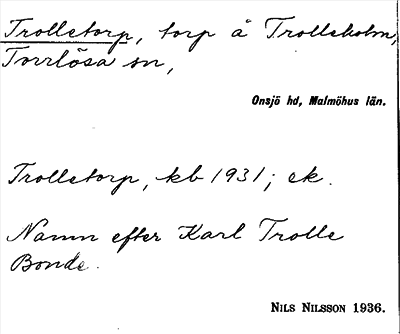 Trolletorp, torp å Trolleholm,
Torrlösa sn,
Onsjö hd, Malmöhus län.
Trolletorp, kb 1931; ek.
Namn efter Karl Trolle
Bonde.
NILS NILSSON 1936.